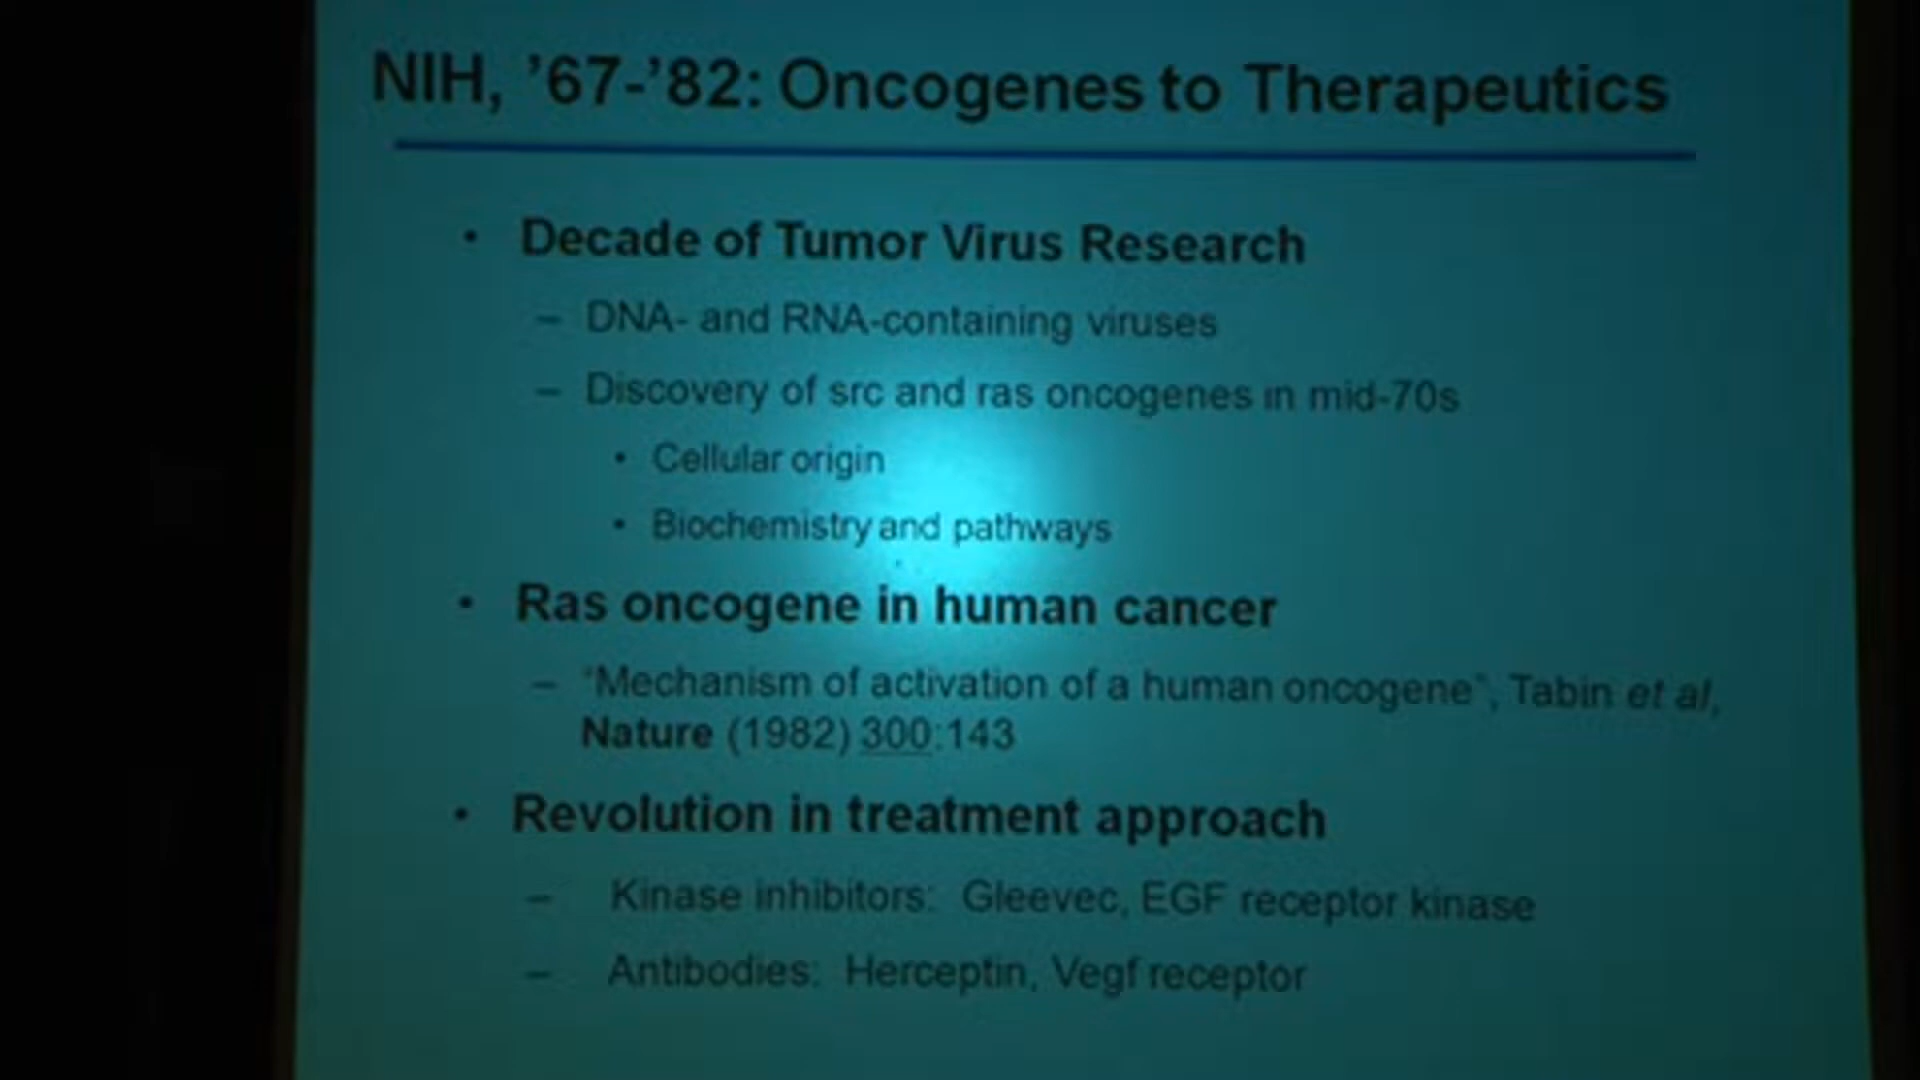 NIH, ’67-’82: Oncogenes to Therapeutics
• Decade of Tumor Virus Research
– DNA- and RNA-containing viruses
– Discovery of src and ras oncogenes in mid-70s
• Cellular origin
• Biochemistry and pathways
• Ras oncogene in human cancer
– “Mechanism of activation of a human oncogene”, Tabin et al,
Nature (1982) 300:143
• Revolution in treatment approach
– Kinase inhibitors: Gleevec, EGF receptor kinase
– Antibodies: Herceptin, Vegf receptor